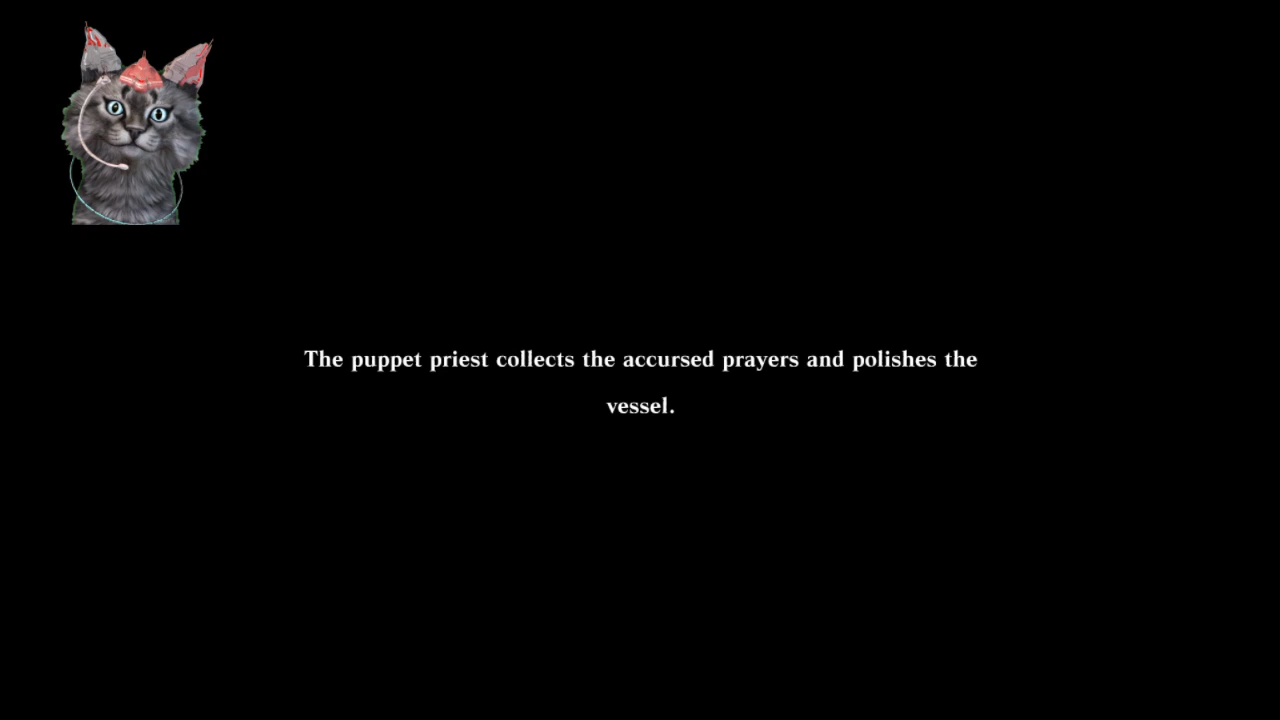 The puppet priest collects the accursed prayers and polishes the
vessel.